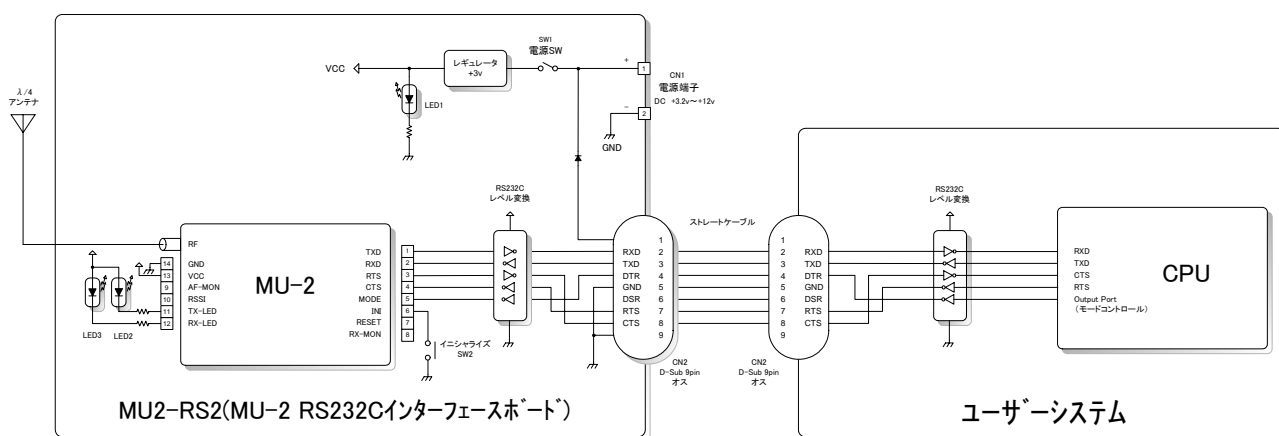 λ/4
アンテナ
VCC
LED1
レギュレータ
+3v
SW1
電源SW
+
1
CN1
電源端子
DC +3.2v～+12v
-
2
GND
RF
14 GND
13 VCC
9 AF-MON
10 RSSI
11 TX-LED
12 RX-LED
LED3
LED2
MU-2
TXD 1
RXD 2
RTS 3
CTS 4
MODE 5
INI 6
RESET 7
RX-MON 8
イニシャライズ
SW2
RS232C
レベル変換
1
RXD 2
TXD 3
DTR 4
GND 5
DSR 6
RTS 7
CTS 8
9
CN2
D-Sub 9pin
オス
ストレートケーブル
1
2 RXD
3 TXD
4 DTR
5 GND
6 DSR
7 RTS
8 CTS
9
CN2
D-Sub 9pin
オス
RS232C
レベル変換
RXD
TXD
CTS
RTS
Output Port
(モードコントロール)
CPU
MU2-RS2(MU-2 RS232Cインターフェースボード)
ユーザーシステム